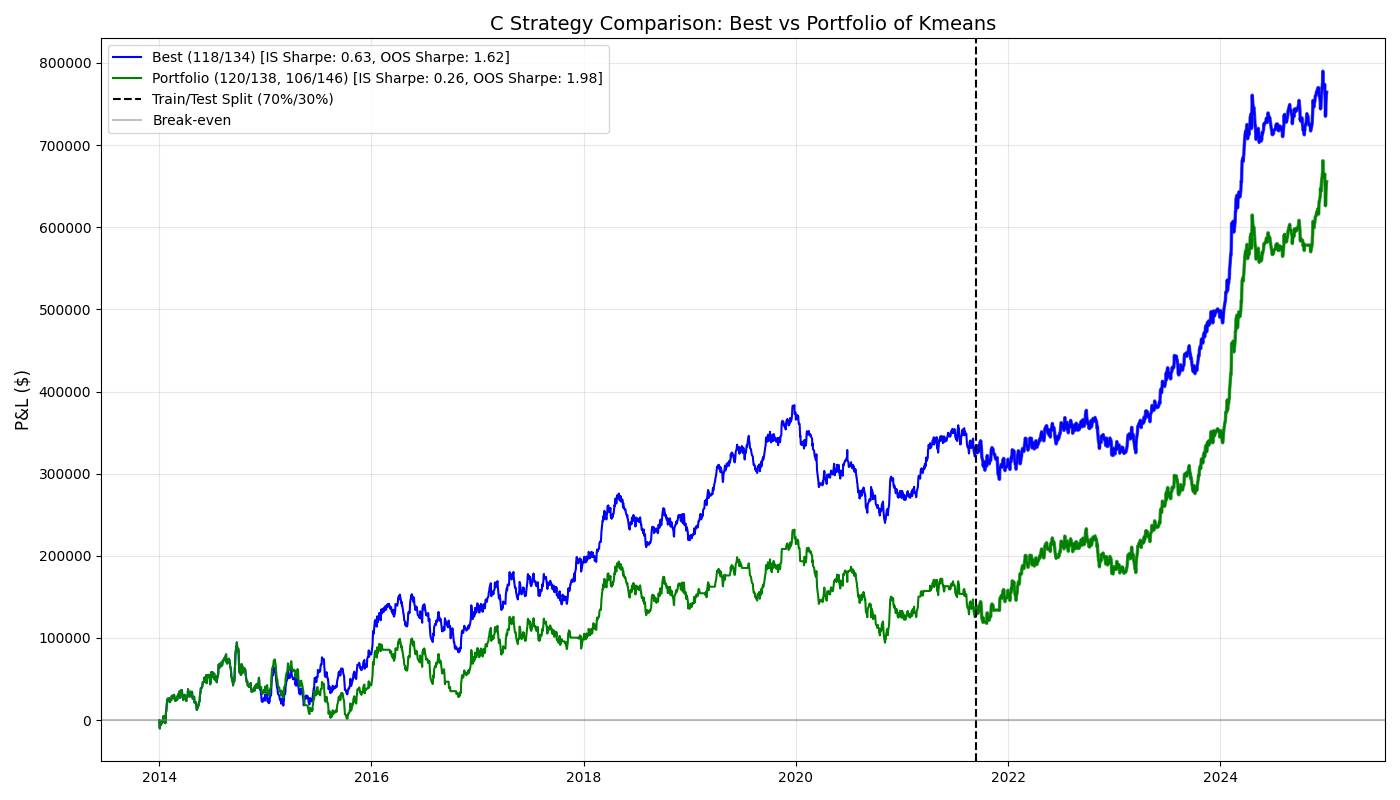 C Strategy Comparison: Best vs Portfolio of Kmeans
Best (118/134) [IS Sharpe: 0.63, OOS Sharpe: 1.62]
Portfolio (120/138, 106/146) [IS Sharpe: 0.26, OOS Sharpe: 1.98]
Train/Test Split (70%/30%)
Break-even
P&L ($)
800000
700000
600000
500000
400000
300000
200000
100000
0
2014 2016 2018 2020 2022 2024